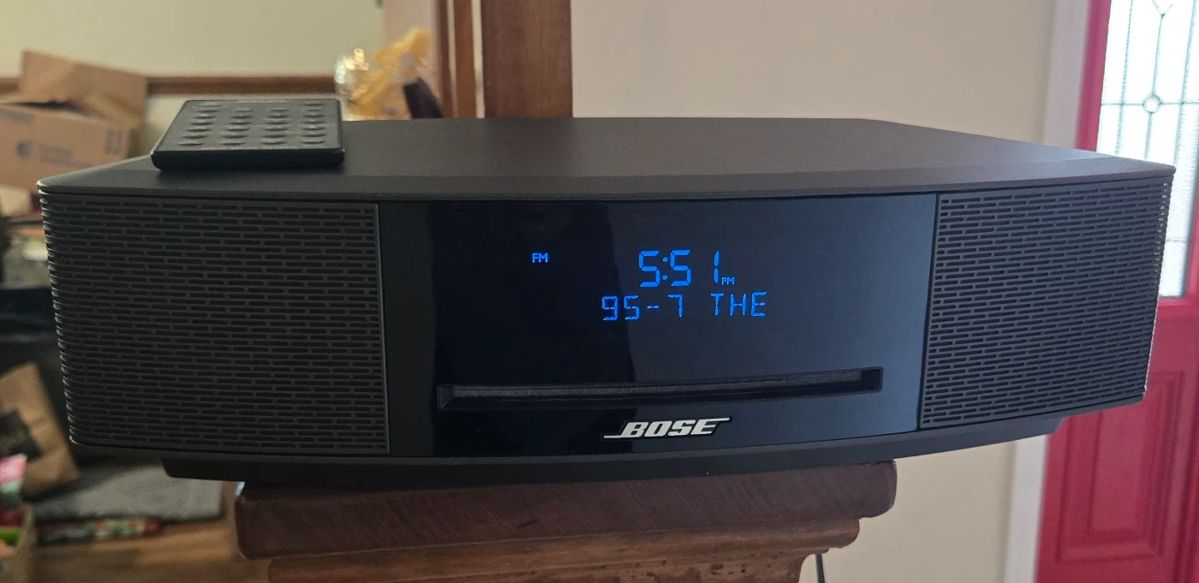 FM
5:51 PM
95-7 THE
BOSE